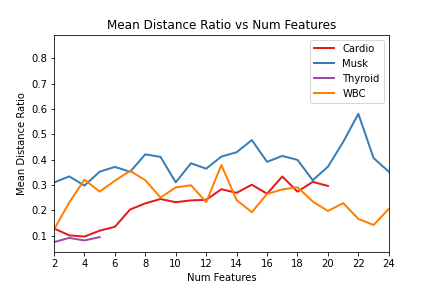 Mean Distance Ratio vs Num Features
Mean Distance Ratio
0.8
0.7
0.6
0.5
0.4
0.3
0.2
0.1
Cardio
Musk
Thyroid
WBC
2 4 6 8 10 12 14 16 18 20 22 24
Num Features